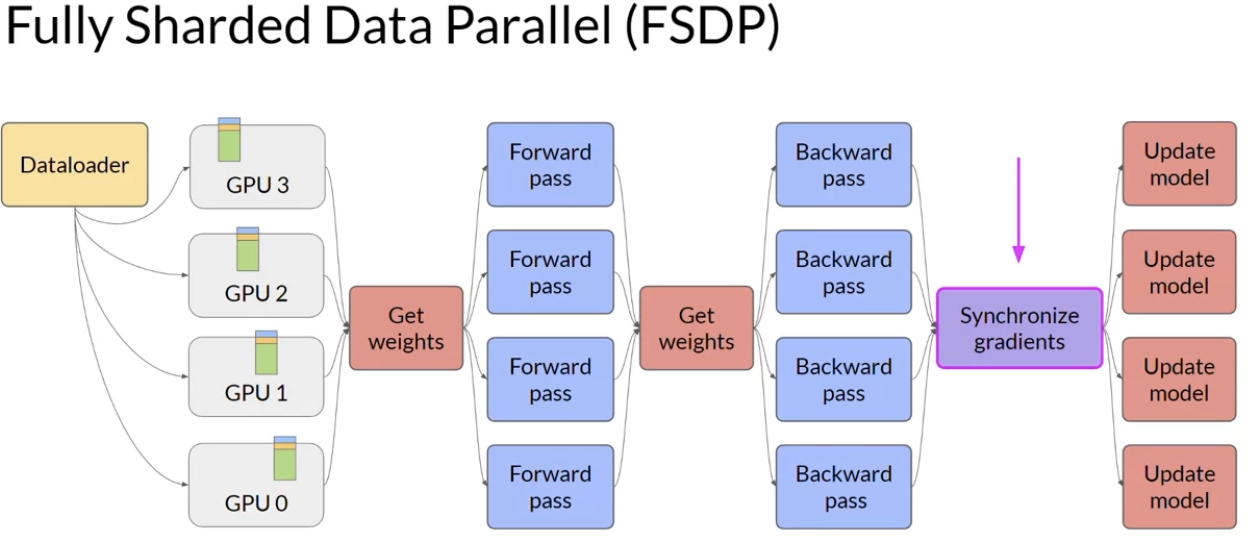 Fully Sharded Data Parallel (FSDP)
Dataloader
GPU 3
GPU 2
GPU 1
GPU 0
Get
weights
Forward
pass
Forward
pass
Forward
pass
Forward
pass
Get
weights
Backward
pass
Backward
pass
Backward
pass
Backward
pass
Synchronize
gradients
Update
model
Update
model
Update
model
Update
model